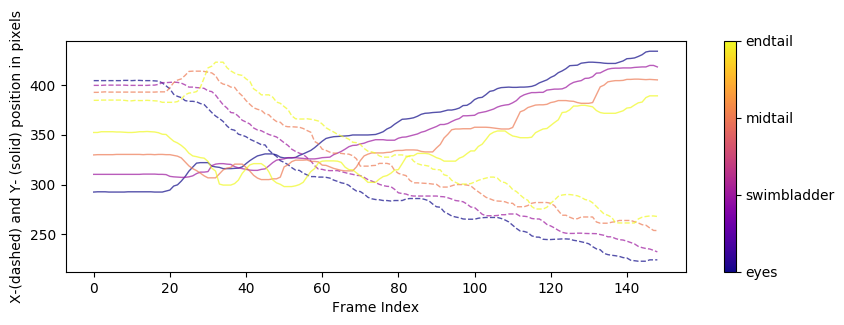 X-(dashed) and Y- (solid) position in pixels
400
350
300
250
0 20 40 60 80 100 120 140
Frame Index
endtail
midtail
swimbladder
eyes